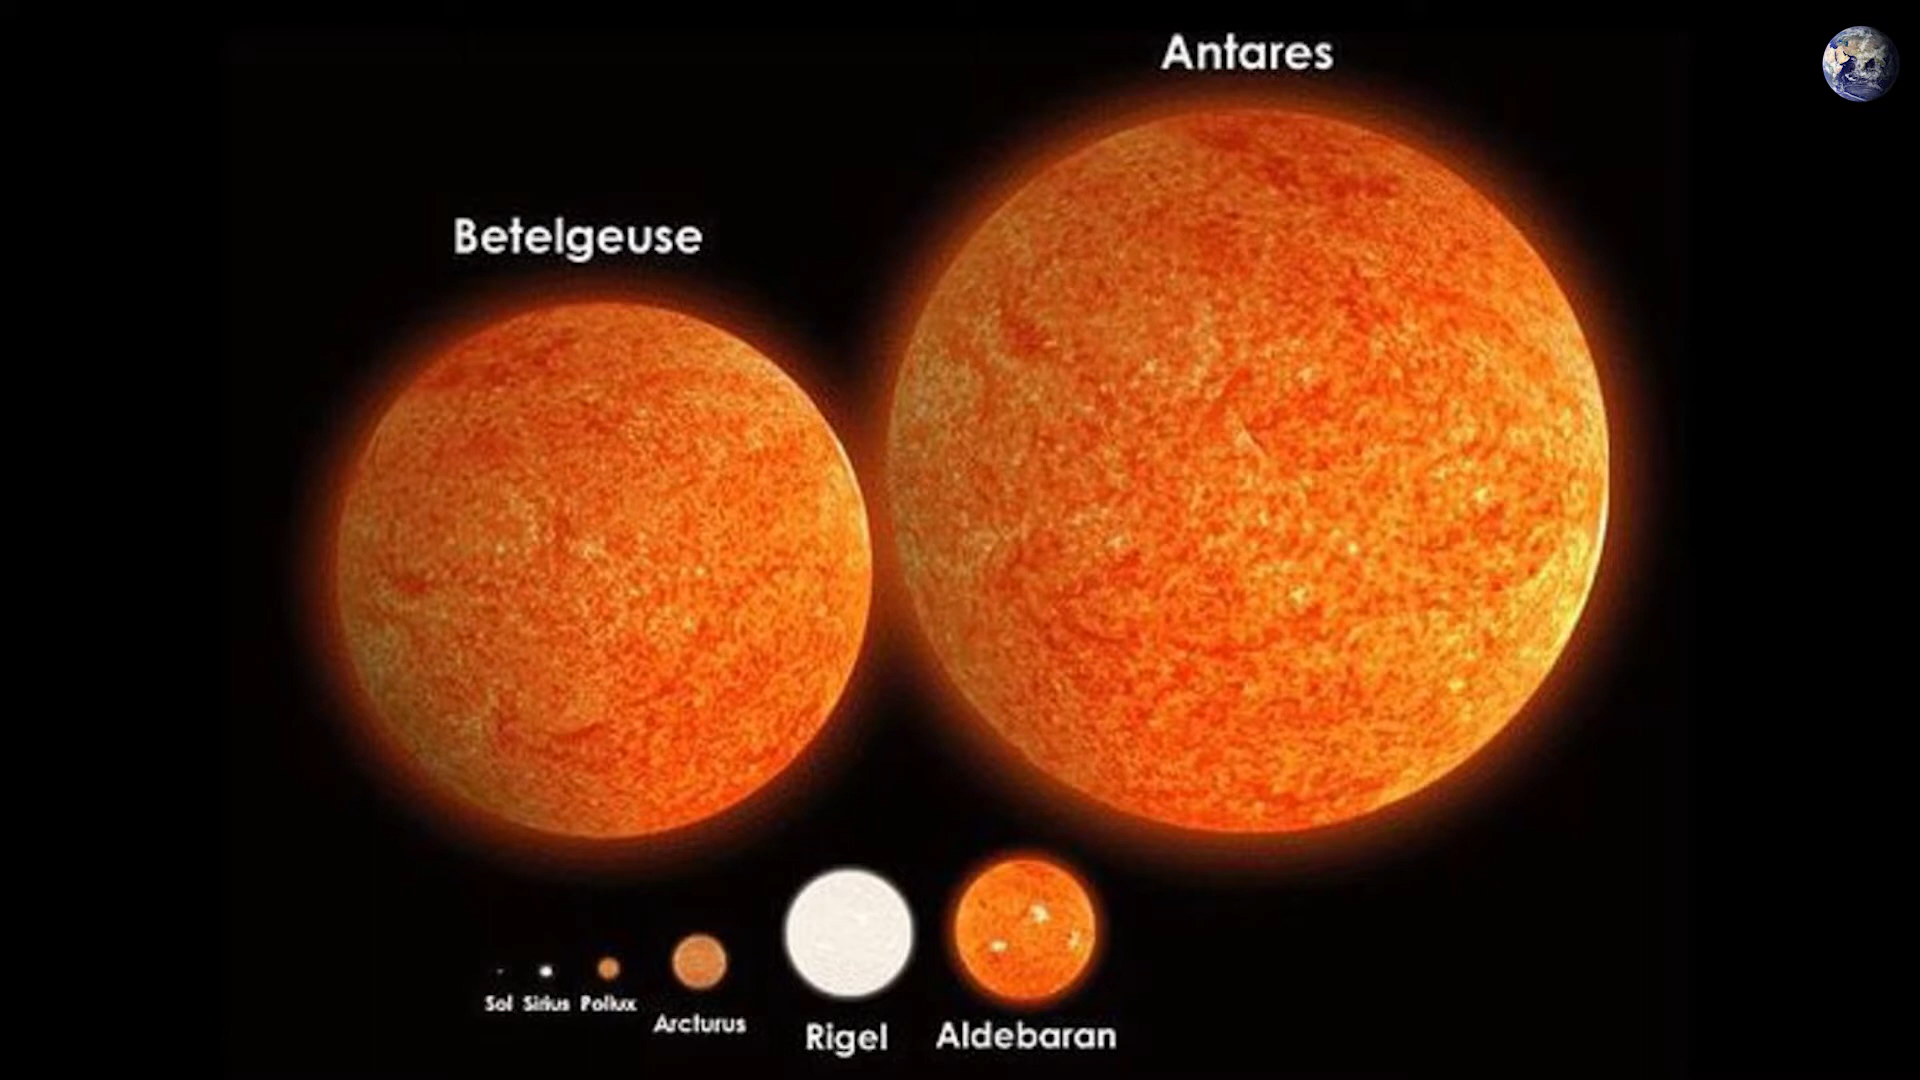 Antares
Betelgeuse
Sol Sirius Pollux
Arcturus
Rigel
Aldebaran